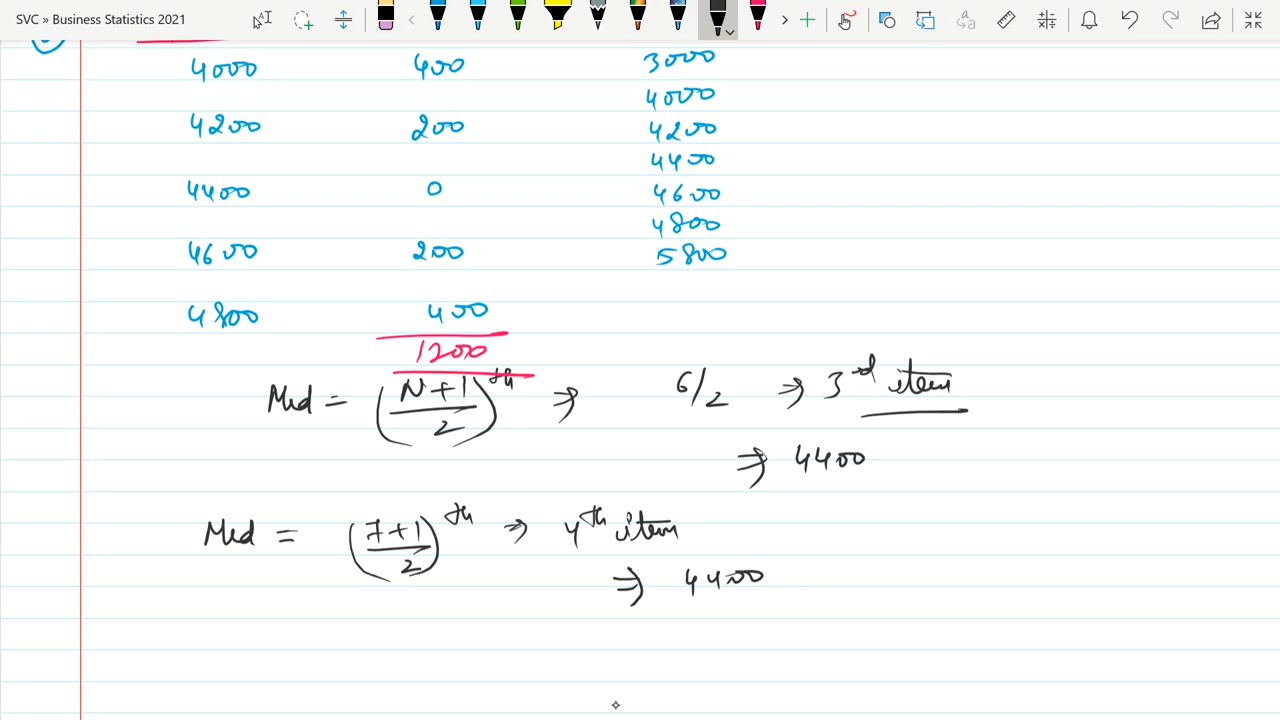 SVC » Business Statistics 2021
4000 400 3000
4000
4200 200 4200
4400
4400 0 4600
4800
4600 200 5800
4800 400
1200
Med = (N+1/2)th ⇒ 6/2 ⇒ 3rd item
⇒ 4400
Med = (7+1/2)th ⇒ 4th item
⇒ 4400